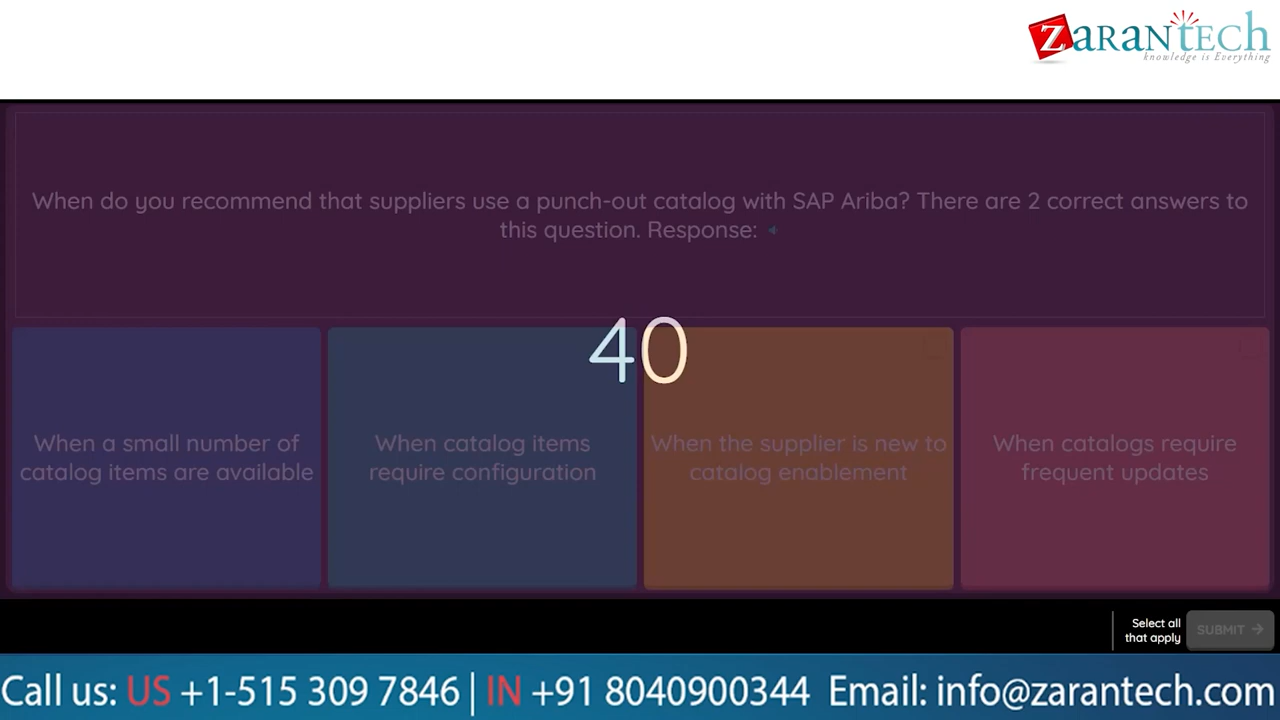 ZARANTECH
knowledge is Everything
When do you recommend that suppliers use a punch-out catalog with SAP Ariba? There are 2 correct answers to
this question. Response:
40
When a small number of
catalog items are available
When catalog items
require configuration
When the supplier is new to
catalog enablement
When catalogs require
frequent updates
Select all
that apply
SUBMIT →
Call us: US +1-515 309 7846 | IN +91 8040900344 Email: info@zarantech.com